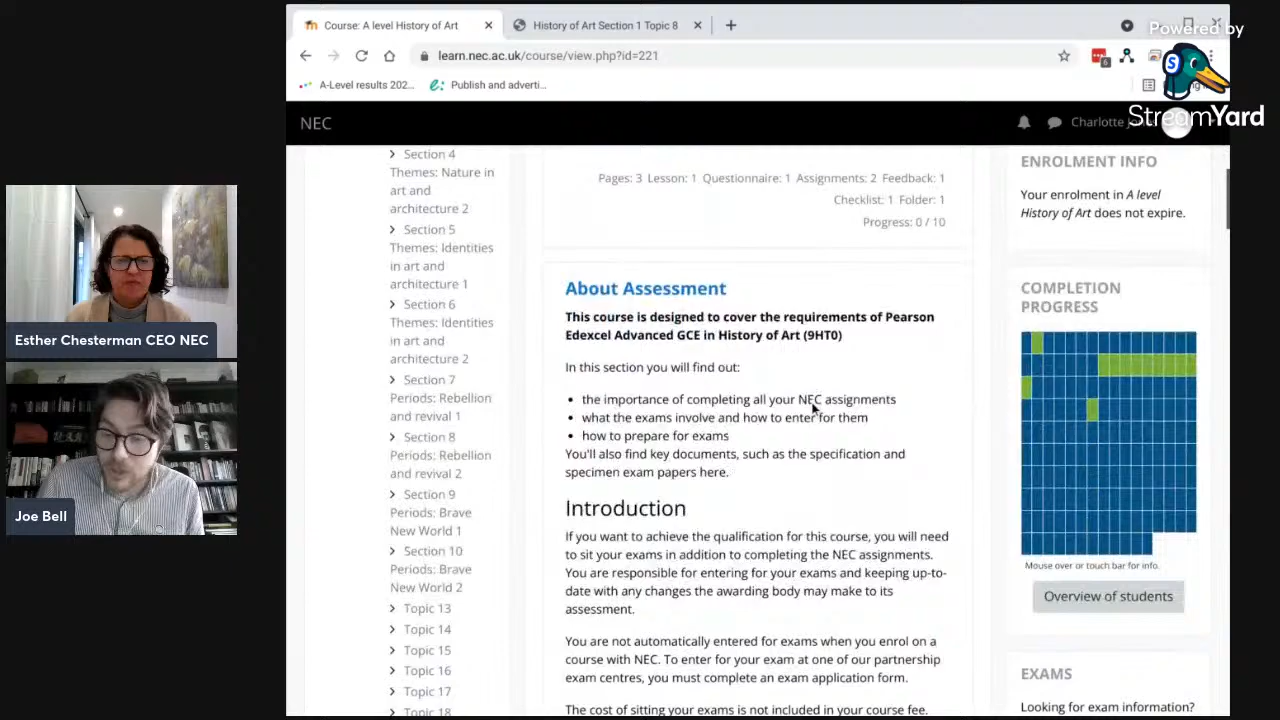 Course: A level History of Art
History of Art Section 1 Topic 8
Powered by
StreamYard
learn.nec.ac.uk/course/view.php?id=221
6
A-Level results 202...
Publish and adverti...
NEC
Charlotte
Section 4
Themes: Nature in
art and
architecture 2
Section 5
Themes: Identities
in art and
architecture 1
Section 6
Themes: Identities
in art and
architecture 2
Section 7
Periods: Rebellion
and revival 1
Section 8
Periods: Rebellion
and revival 2
Section 9
Periods: Brave
New World 1
Section 10
Periods: Brave
New World 2
Topic 13
Topic 14
Topic 15
Topic 16
Topic 17
Topic 18
Pages: 3 Lesson: 1 Questionnaire: 1 Assignments: 2 Feedback: 1
Checklist: 1 Folder: 1
Progress: 0 / 10
About Assessment
This course is designed to cover the requirements of Pearson
Edexcel Advanced GCE in History of Art (9HT0)
In this section you will find out:
• the importance of completing all your NEC assignments
• what the exams involve and how to enter for them
• how to prepare for exams
You'll also find key documents, such as the specification and
specimen exam papers here.
Introduction
If you want to achieve the qualification for this course, you will need
to sit your exams in addition to completing the NEC assignments.
You are responsible for entering for your exams and keeping up-to-
date with any changes the awarding body may make to its
assessment.
You are not automatically entered for exams when you enrol on a
course with NEC. To enter for your exam at one of our partnership
exam centres, you must complete an exam application form.
The cost of sitting your exams is not included in your course fee.
ENROLMENT INFO
Your enrolment in A level
History of Art does not expire.
COMPLETION
PROGRESS
Mouse over or touch bar for info.
Overview of students
EXAMS
Looking for exam information?
Esther Chesterman CEO NEC
Joe Bell